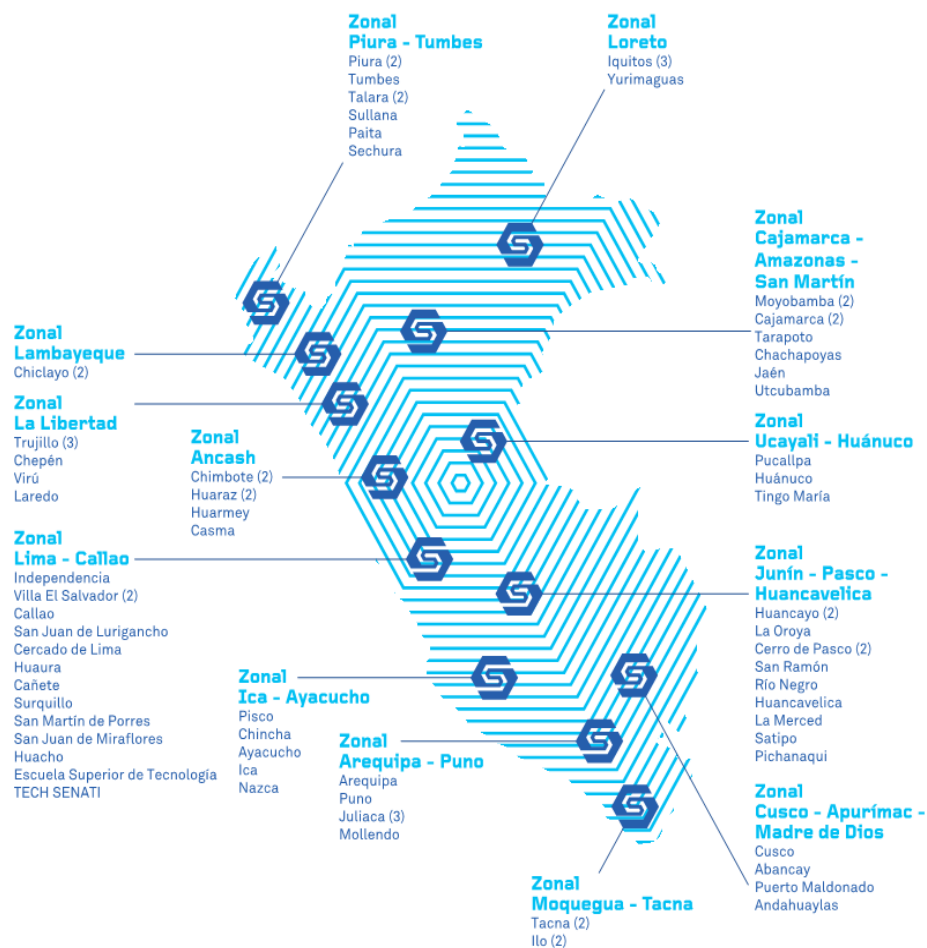 Zonal
Piura - Tumbes
Piura (2)
Tumbes
Talara (2)
Sullana
Paita
Sechura
Zonal
Loreto
Iquitos (3)
Yurimaguas
Zonal
Cajamarca -
Amazonas -
San Martín
Moyobamba (2)
Cajamarca (2)
Tarapoto
Chachapoyas
Jaén
Utcubamba
Zonal
Lambayeque
Chiclayo (2)
Zonal
La Libertad
Trujillo (3)
Chepén
Virú
Laredo
Zonal
Ancash
Chimbote (2)
Huaraz (2)
Huarmey
Casma
Zonal
Ucayali - Huánuco
Pucallpa
Huánuco
Tingo María
Zonal
Lima - Callao
Independencia
Villa El Salvador (2)
Callao
San Juan de Lurigancho
Cercado de Lima
Huaura
Cañete
Surquillo
San Martín de Porres
San Juan de Miraflores
Huacho
Escuela Superior de Tecnología
TECH SENATI
Zonal
Junín - Pasco -
Huancavelica
Huancayo (2)
La Oroya
Cerro de Pasco (2)
San Ramón
Río Negro
Huancavelica
La Merced
Satipo
Pichanaqui
Zonal
Ica - Ayacucho
Pisco
Chincha
Ayacucho
Ica
Nazca
Zonal
Arequipa - Puno
Arequipa
Puno
Juliaca (3)
Mollendo
Zonal
Cusco - Apurímac -
Madre de Dios
Cusco
Abancay
Puerto Maldonado
Andahuaylas
Zonal
Moquegua - Tacna
Tacna (2)
Ilo (2)